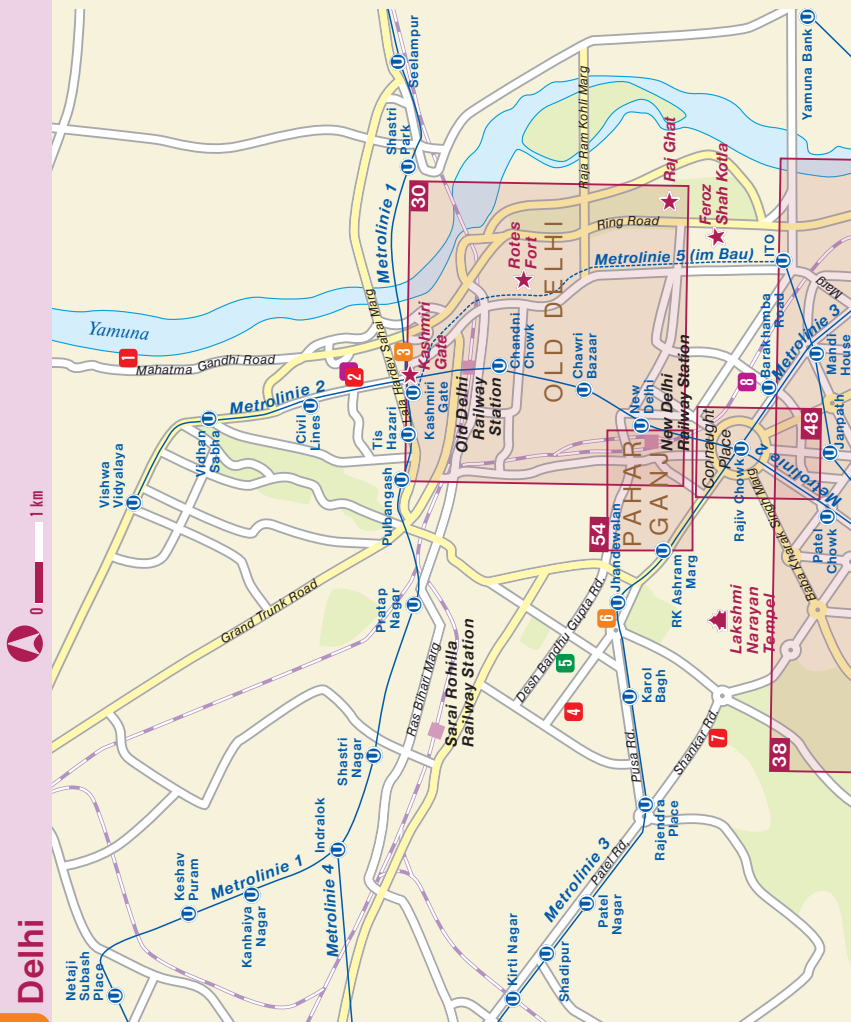 Delhi
0
1 km
Netaji
Subash
Place
Keshav
Puram
Kanhaiya
Nagar
Metrolinie 1
Metrolinie 4
Indralok
Shastri
Nagar
Pratap
Nagar
Pulbangash
Tis
Hazari
Kashmiri
Gate
Grand Trunk Road
Vishwa
Vidyalaya
Vidhan
Sabha
Civil
Lines
Metrolinie 2
Yamuna
1
Mahatma Gandhi Road
2
3
Lala Hardev Sahai Marg
Kashmiri
Gate
Metrolinie 1
Shastri
Park
Seelampur
30
Rotes
Fort
OLD DELHI
Old Delhi
Railway
Station
Chandni
Chowk
Chawri
Bazaar
New
Delhi
New Delhi
Railway Station
Raja Ram Kohli Marg
Ring Road
Raj Ghat
Feroz
Shah Kotla
Metrolinie 5 (im Bau)
ITO
Yamuna Bank
Marg
Metrolinie 3
Barakhamba
Road
8
Mandi
House
Janpath
48
Connaught
Place
Rajiv Chowk
Metrolinie 2
Patel
Chowk
Baba Kharak Singh Marg
PAHAR
GANJ
54
Jhandewalan
RK Ashram
Marg
Lakshmi
Narayan
Tempel
38
Ras Bihari Marg
Sarai Rohilla
Railway Station
Desh Bandhu Gupta Rd.
4
5
6
7
Karol
Bagh
Pusa Rd.
Shankar Rd.
Rajendra
Place
Patel Rd.
Metrolinie 3
Patel
Nagar
Shadipur
Kirti Nagar